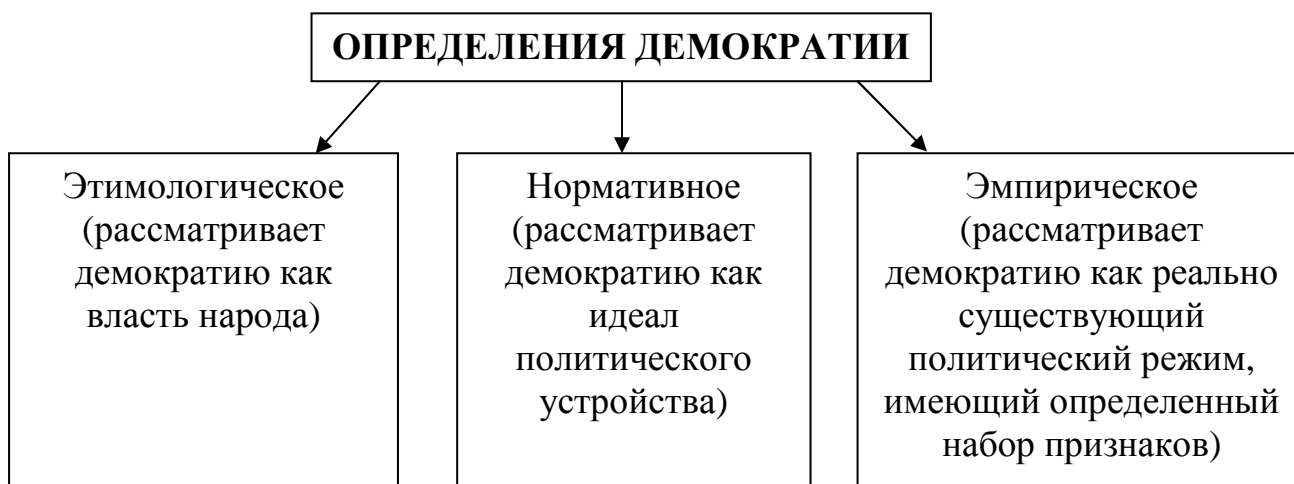 ОПРЕДЕЛЕНИЯ ДЕМОКРАТИИ
Этимологическое
(рассматривает
демократию как
власть народа)
Нормативное
(рассматривает
демократию как
идеал
политического
устройства)
Эмпирическое
(рассматривает
демократию как реально
существующий
политический режим,
имеющий определенный
набор признаков)